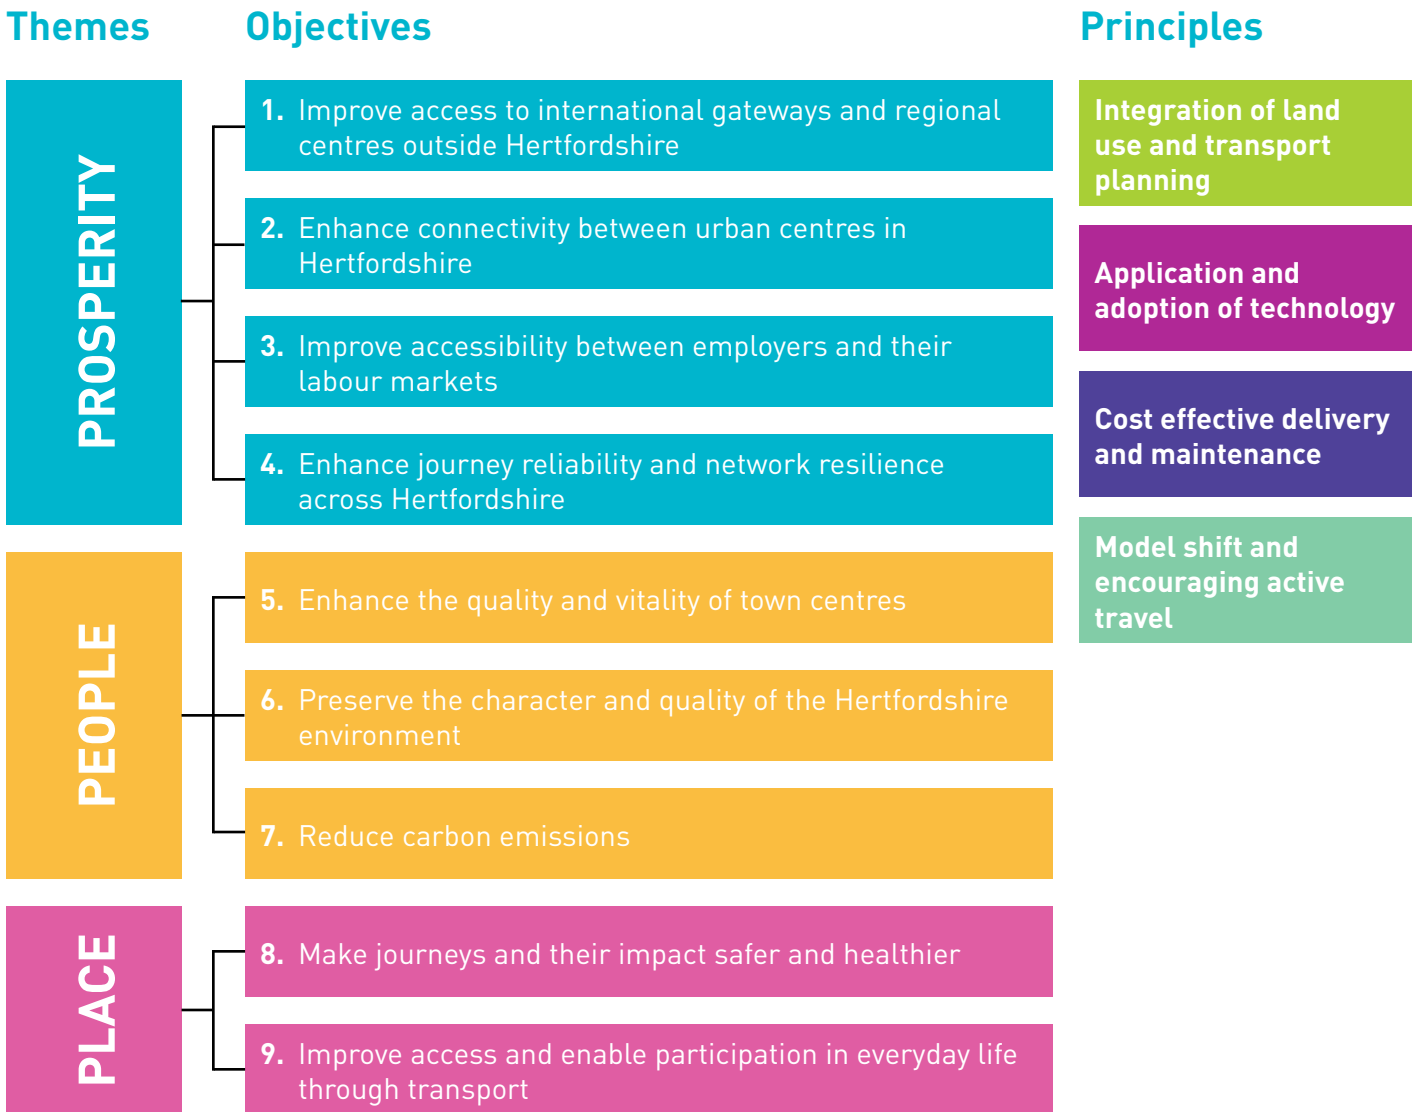 Themes
Objectives
Principles
PROSPERITY
1. Improve access to international gateways and regional
centres outside Hertfordshire
2. Enhance connectivity between urban centres in
Hertfordshire
3. Improve accessibility between employers and their
labour markets
4. Enhance journey reliability and network resilience
across Hertfordshire
PEOPLE
5. Enhance the quality and vitality of town centres
6. Preserve the character and quality of the Hertfordshire
environment
7. Reduce carbon emissions
PLACE
8. Make journeys and their impact safer and healthier
9. Improve access and enable participation in everyday life
through transport
Integration of land
use and transport
planning
Application and
adoption of technology
Cost effective delivery
and maintenance
Model shift and
encouraging active
travel